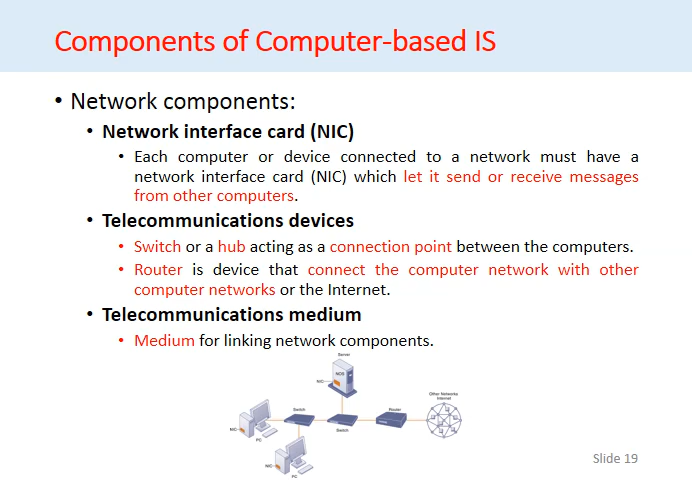 Components of Computer-based IS
• Network components:
• Network interface card (NIC)
• Each computer or device connected to a network must have a
network interface card (NIC) which let it send or receive messages
from other computers.
• Telecommunications devices
• Switch or a hub acting as a connection point between the computers.
• Router is device that connect the computer network with other
computer networks or the Internet.
• Telecommunications medium
• Medium for linking network components.
Server
NOS
NIC
Other Networks
Internet
Switch
Router
NIC
PC
Switch
NIC
PC
Slide 19